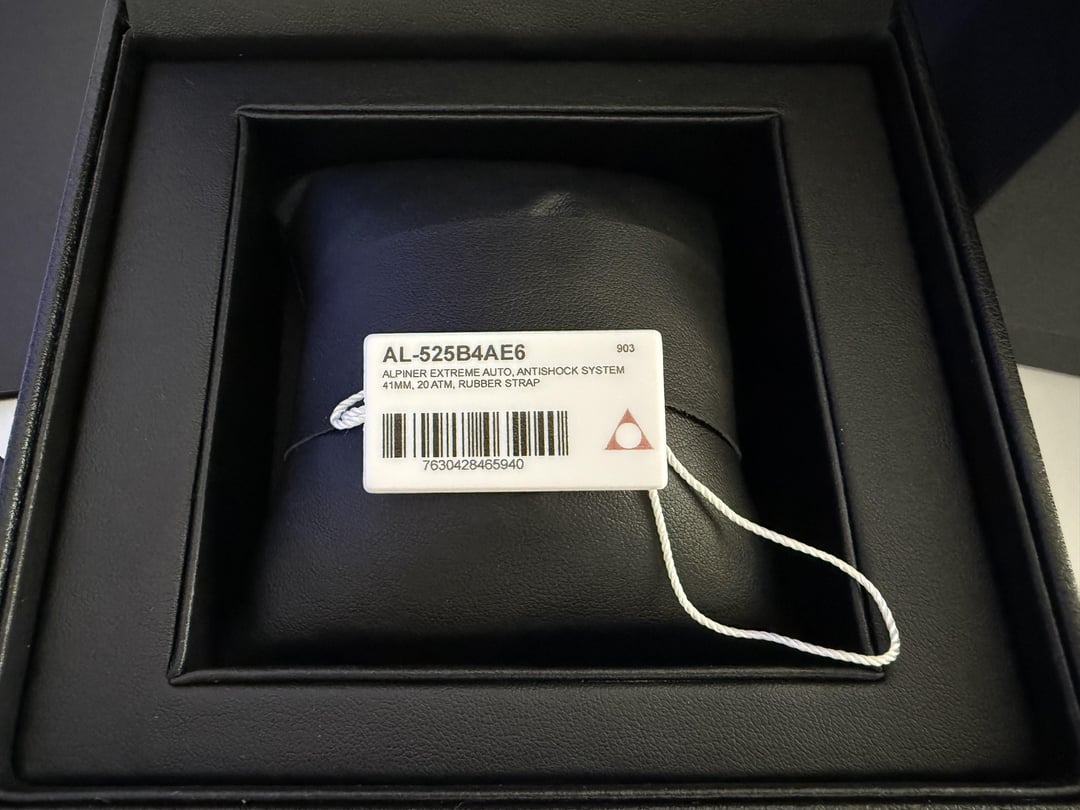 AL-525B4AE6 903
ALPINER EXTREME AUTO, ANTISHOCK SYSTEM
41MM, 20 ATM, RUBBER STRAP
7630428465940